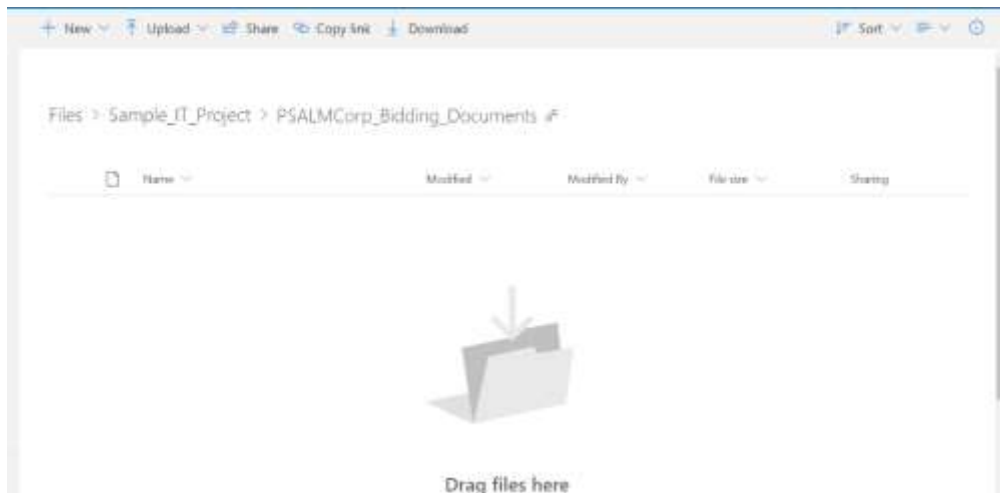 New Upload Share Copy link Download Sort
Files > Sample_IT_Project > PSALMCorp_Bidding_Documents
Name Modified Modified By File size Sharing
Drag files here